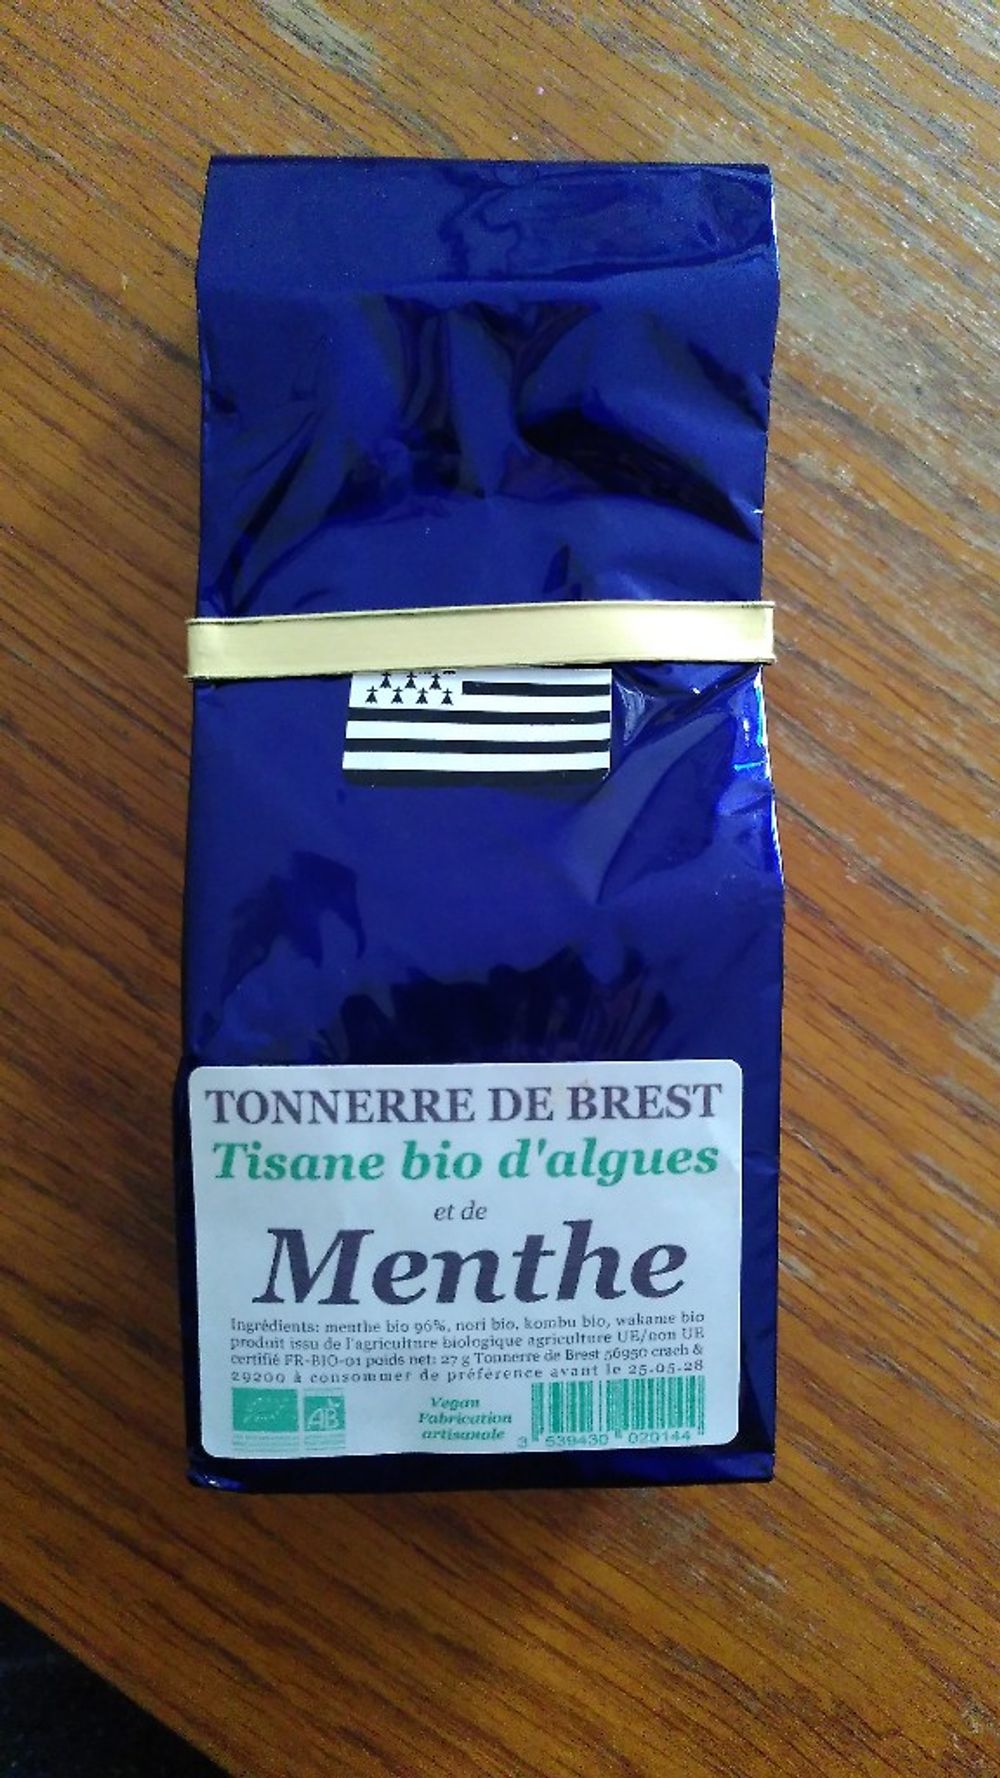 TONNERRE DE BREST
Tisane bio d'algues
et de
Menthe
Ingrédients: menthe bio 96%, nori bio, kombu bio, wakame bio
produit issu de l'agriculture biologique agriculture UE/non UE
certifié FR-BIO-01 poids net: 27 g Tonnerre de Brest 56950 crach &
29200 à consommer de préférence avant le 25.05.28
AB
Vegan
Fabrication
artisanale
3 539430 020144